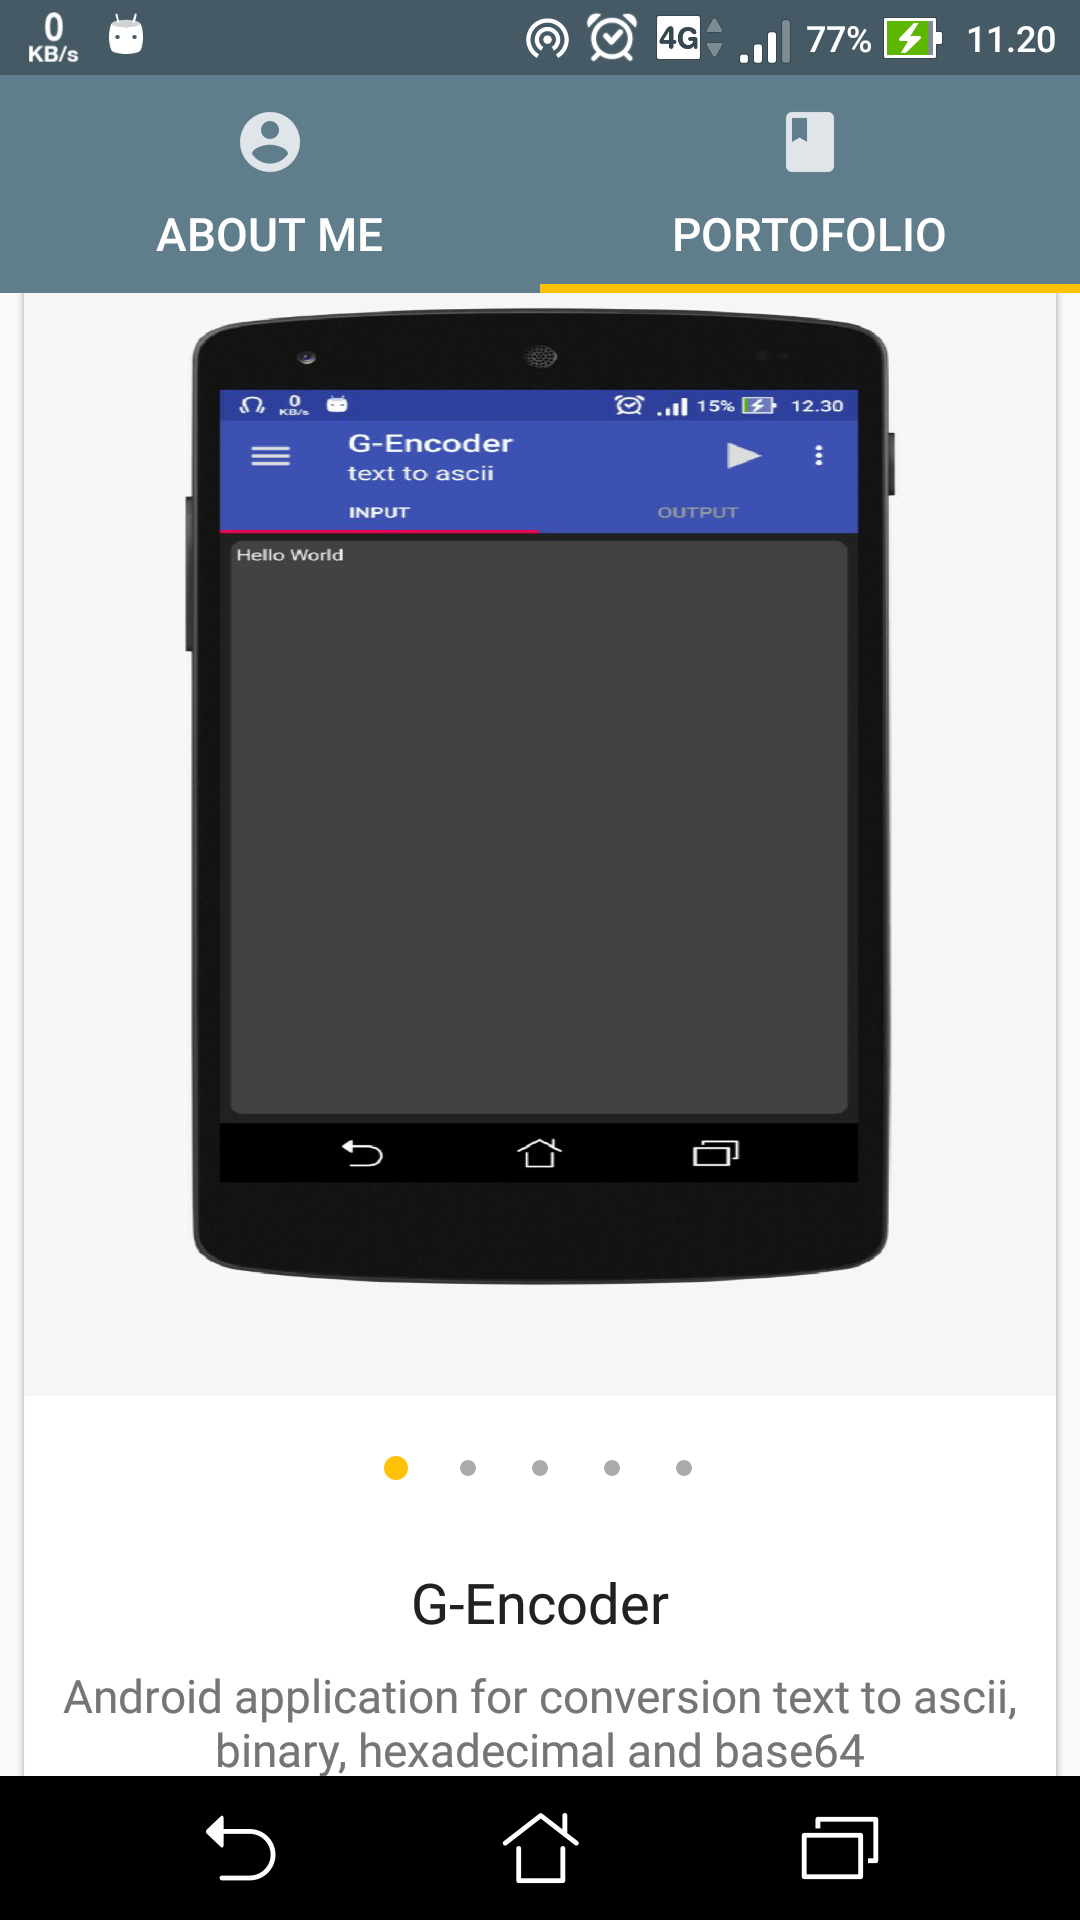 0
KB/s
4G
77%
11.20
ABOUT ME
PORTOFOLIO
0
KB/s
15%
12.30
G-Encoder
text to ascii
INPUT
OUTPUT
Hello World
G-Encoder
Android application for conversion text to ascii,
binary, hexadecimal and base64